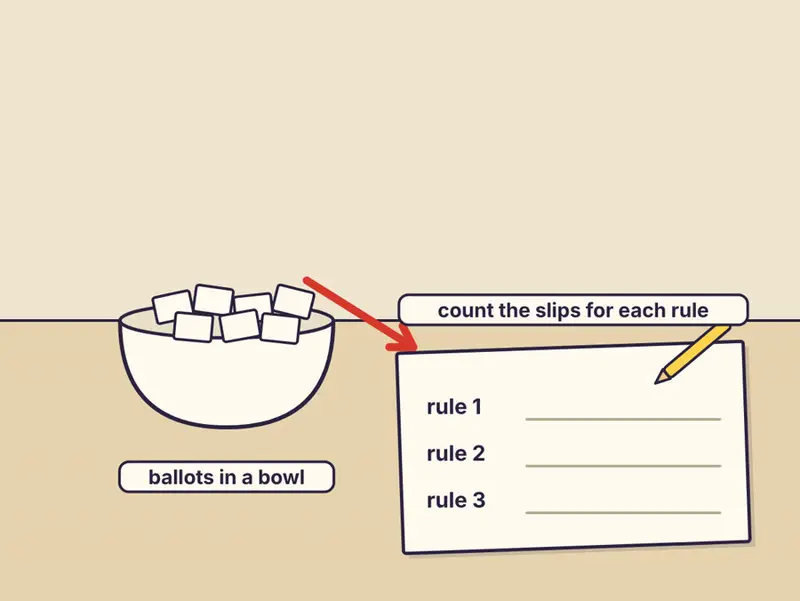 count the slips for each rule
rule 1
rule 2
rule 3
ballots in a bowl